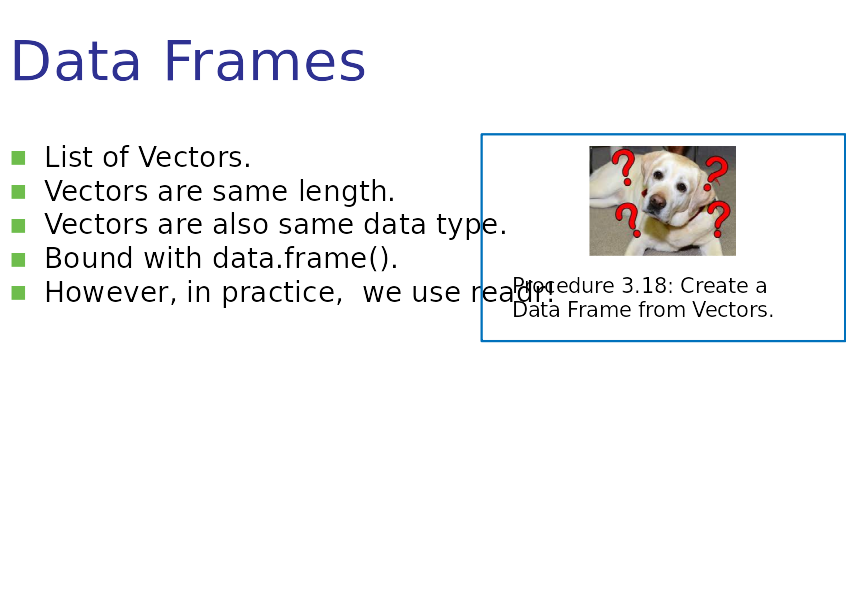 Data Frames
List of Vectors.
Vectors are same length.
Vectors are also same data type.
Bound with data.frame().
However, in practice,  we use readr!
? ? ? ?
Procedure 3.18: Create a
Data Frame from Vectors.